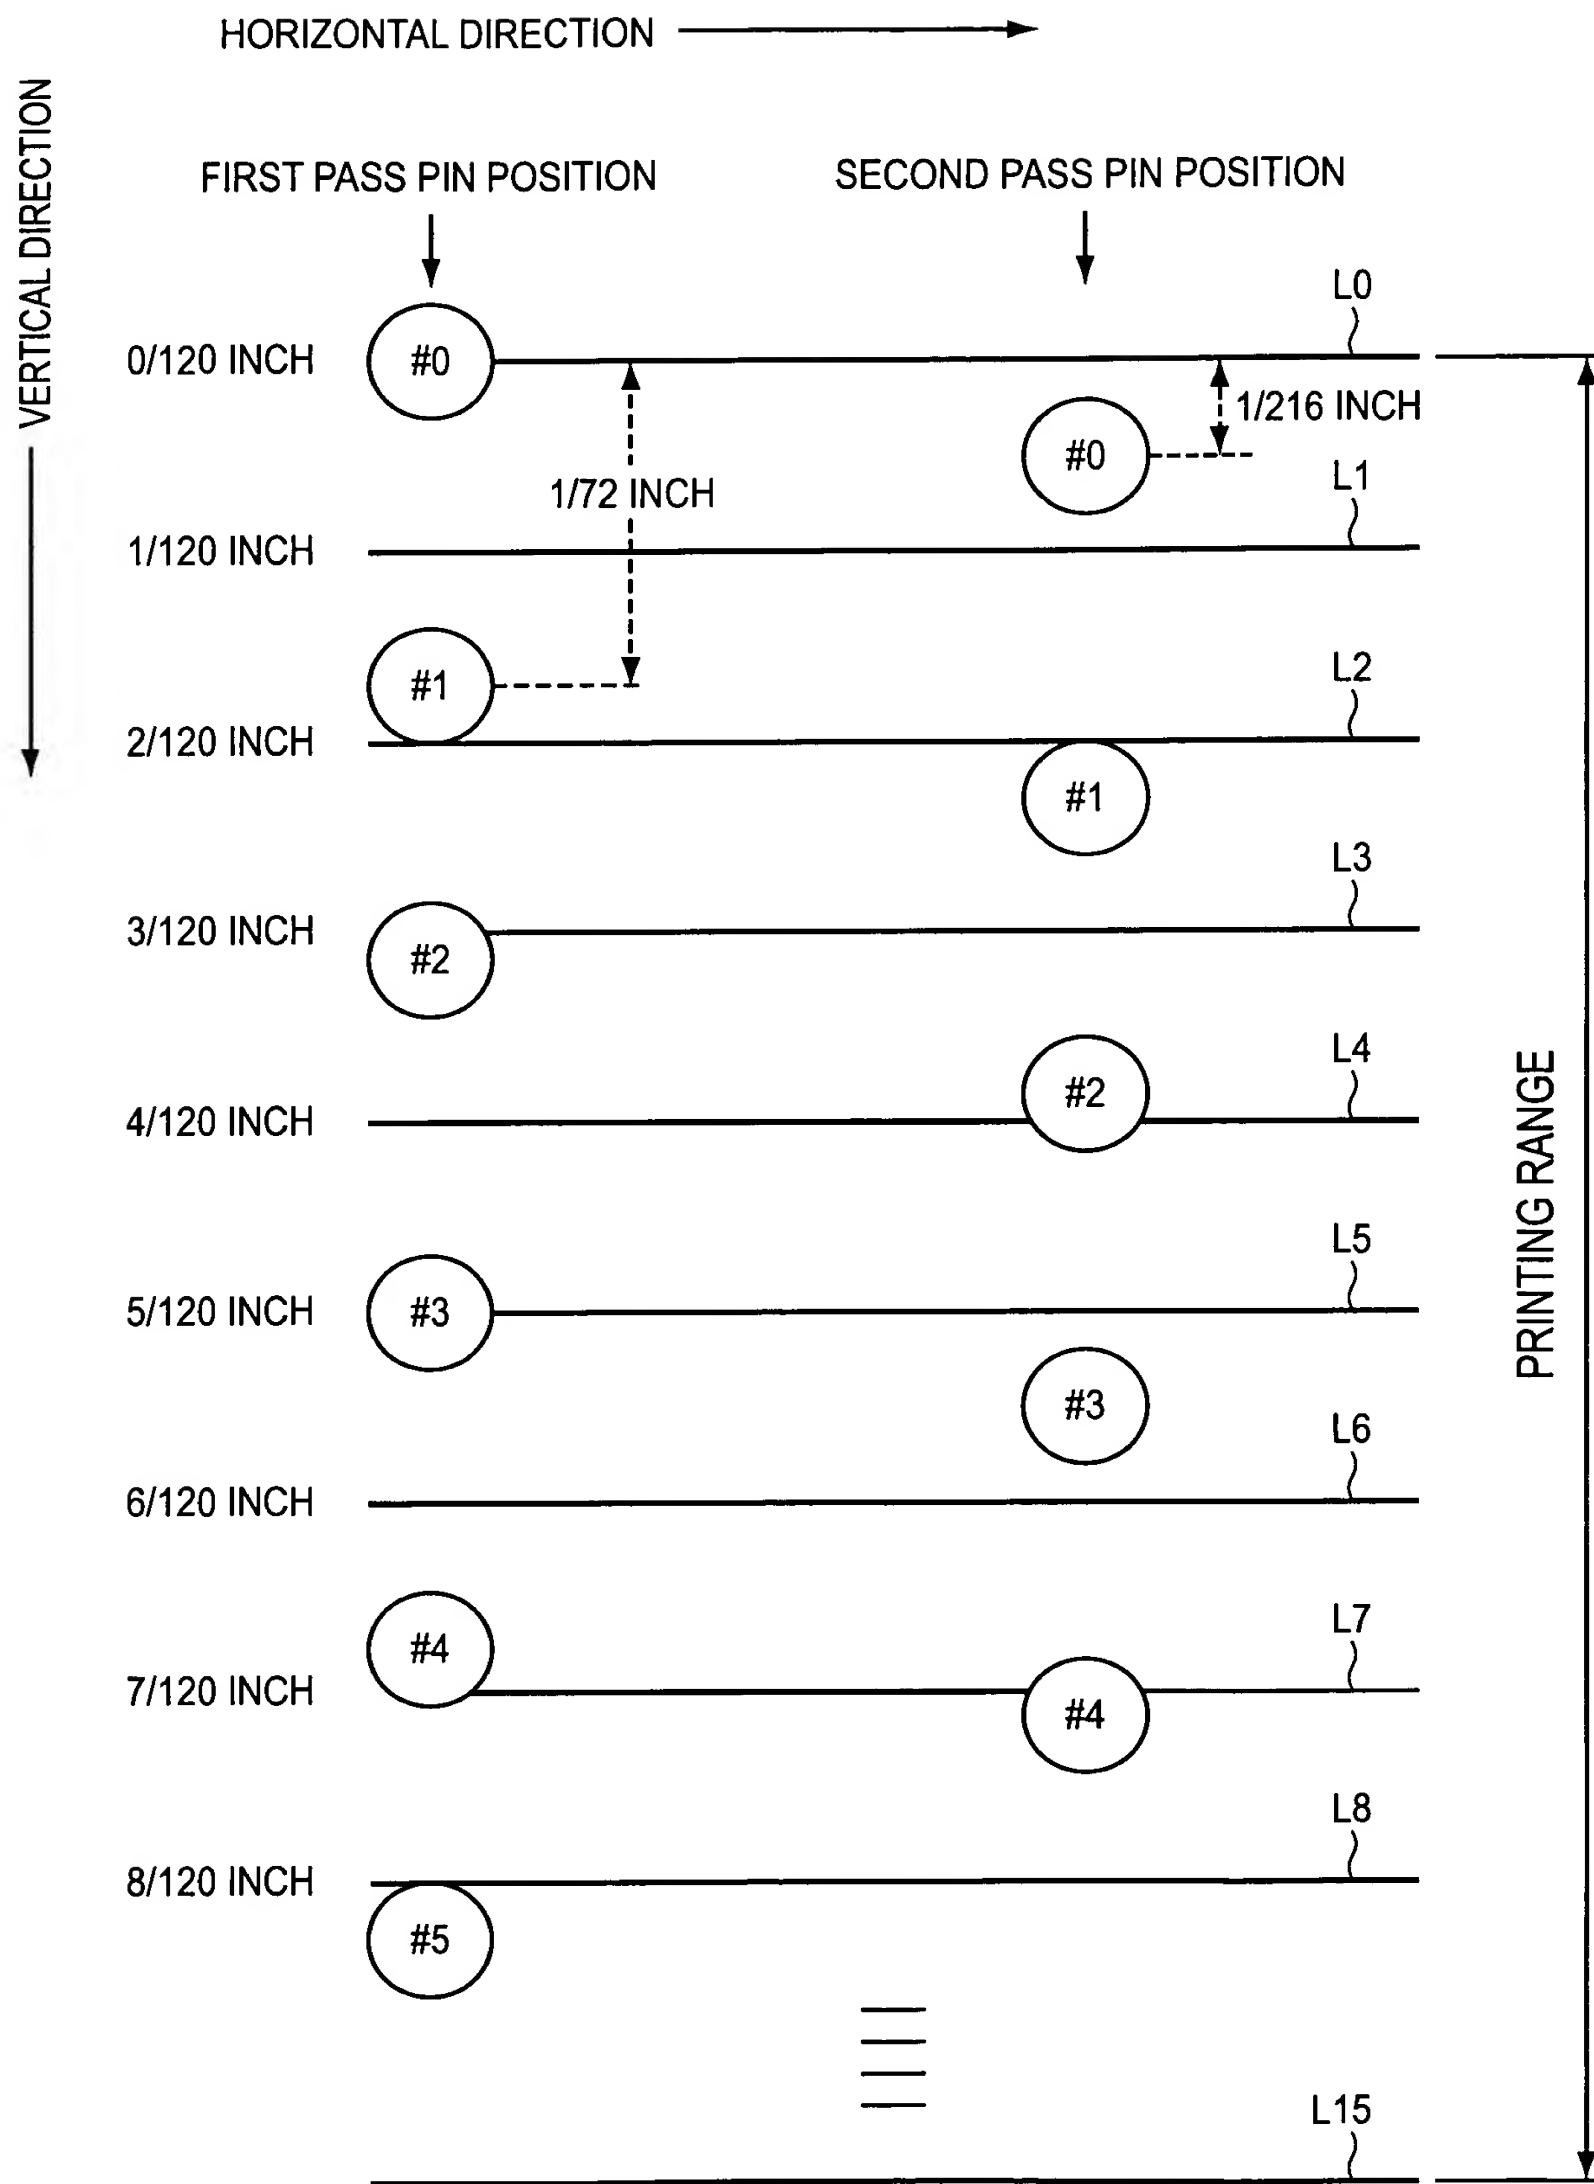 HORIZONTAL DIRECTION
VERTICAL DIRECTION
FIRST PASS PIN POSITION
SECOND PASS PIN POSITION
L0
0/120 INCH
#0
1/216 INCH
#0
L1
1/72 INCH
1/120 INCH
L2
#1
2/120 INCH
#1
L3
3/120 INCH
#2
L4
#2
4/120 INCH
PRINTING RANGE
L5
5/120 INCH
#3
#3
L6
6/120 INCH
L7
#4
7/120 INCH
#4
L8
8/120 INCH
#5
L15